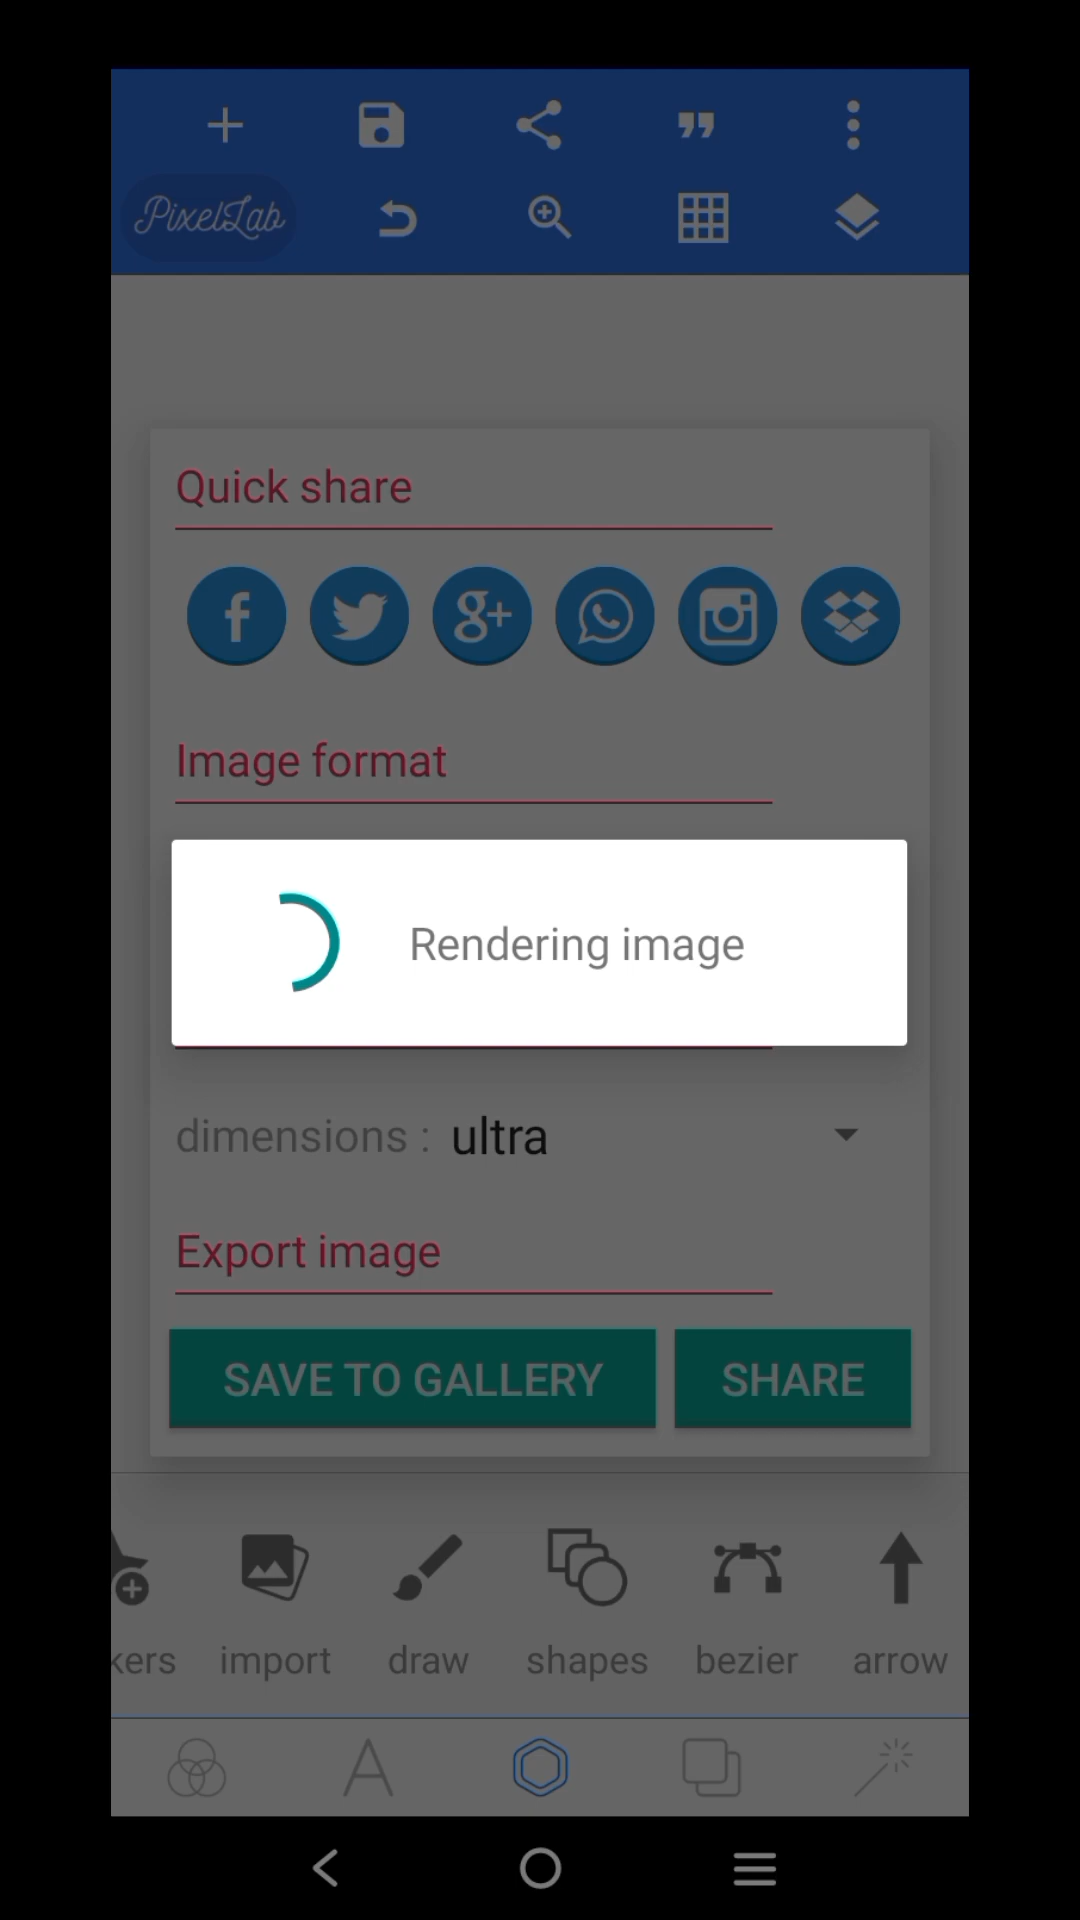 PixelLab
Quick share
Image format
Rendering image
dimensions : ultra
Export image
SAVE TO GALLERY SHARE
kers import draw shapes bezier arrow